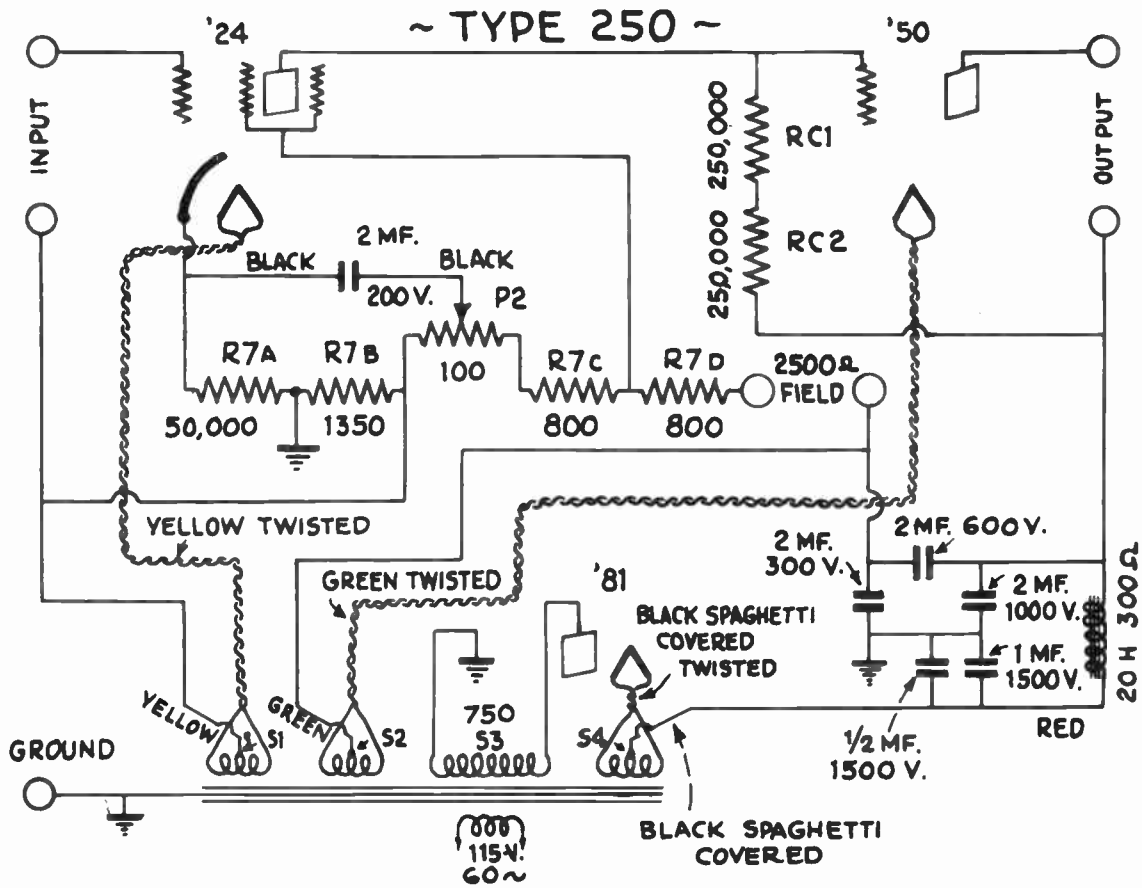 ~ TYPE 250 ~
'24
'50
INPUT
OUTPUT
250,000
RC1
250,000
RC2
BLACK
2 MF.
200 V.
BLACK
P2
100
R7A
50,000
R7B
1350
R7C
800
R7D
800
2500Ω
FIELD
YELLOW TWISTED
GREEN TWISTED
2 MF.
300 V.
2 MF. 600 V.
2 MF.
1000 V.
20 H 300Ω
'81
BLACK SPAGHETTI
COVERED
TWISTED
1 MF.
1500 V.
1/2 MF.
1500 V.
RED
YELLOW
S1
GREEN
S2
750
S3
S4
GROUND
115 V.
60~
BLACK SPAGHETTI
COVERED